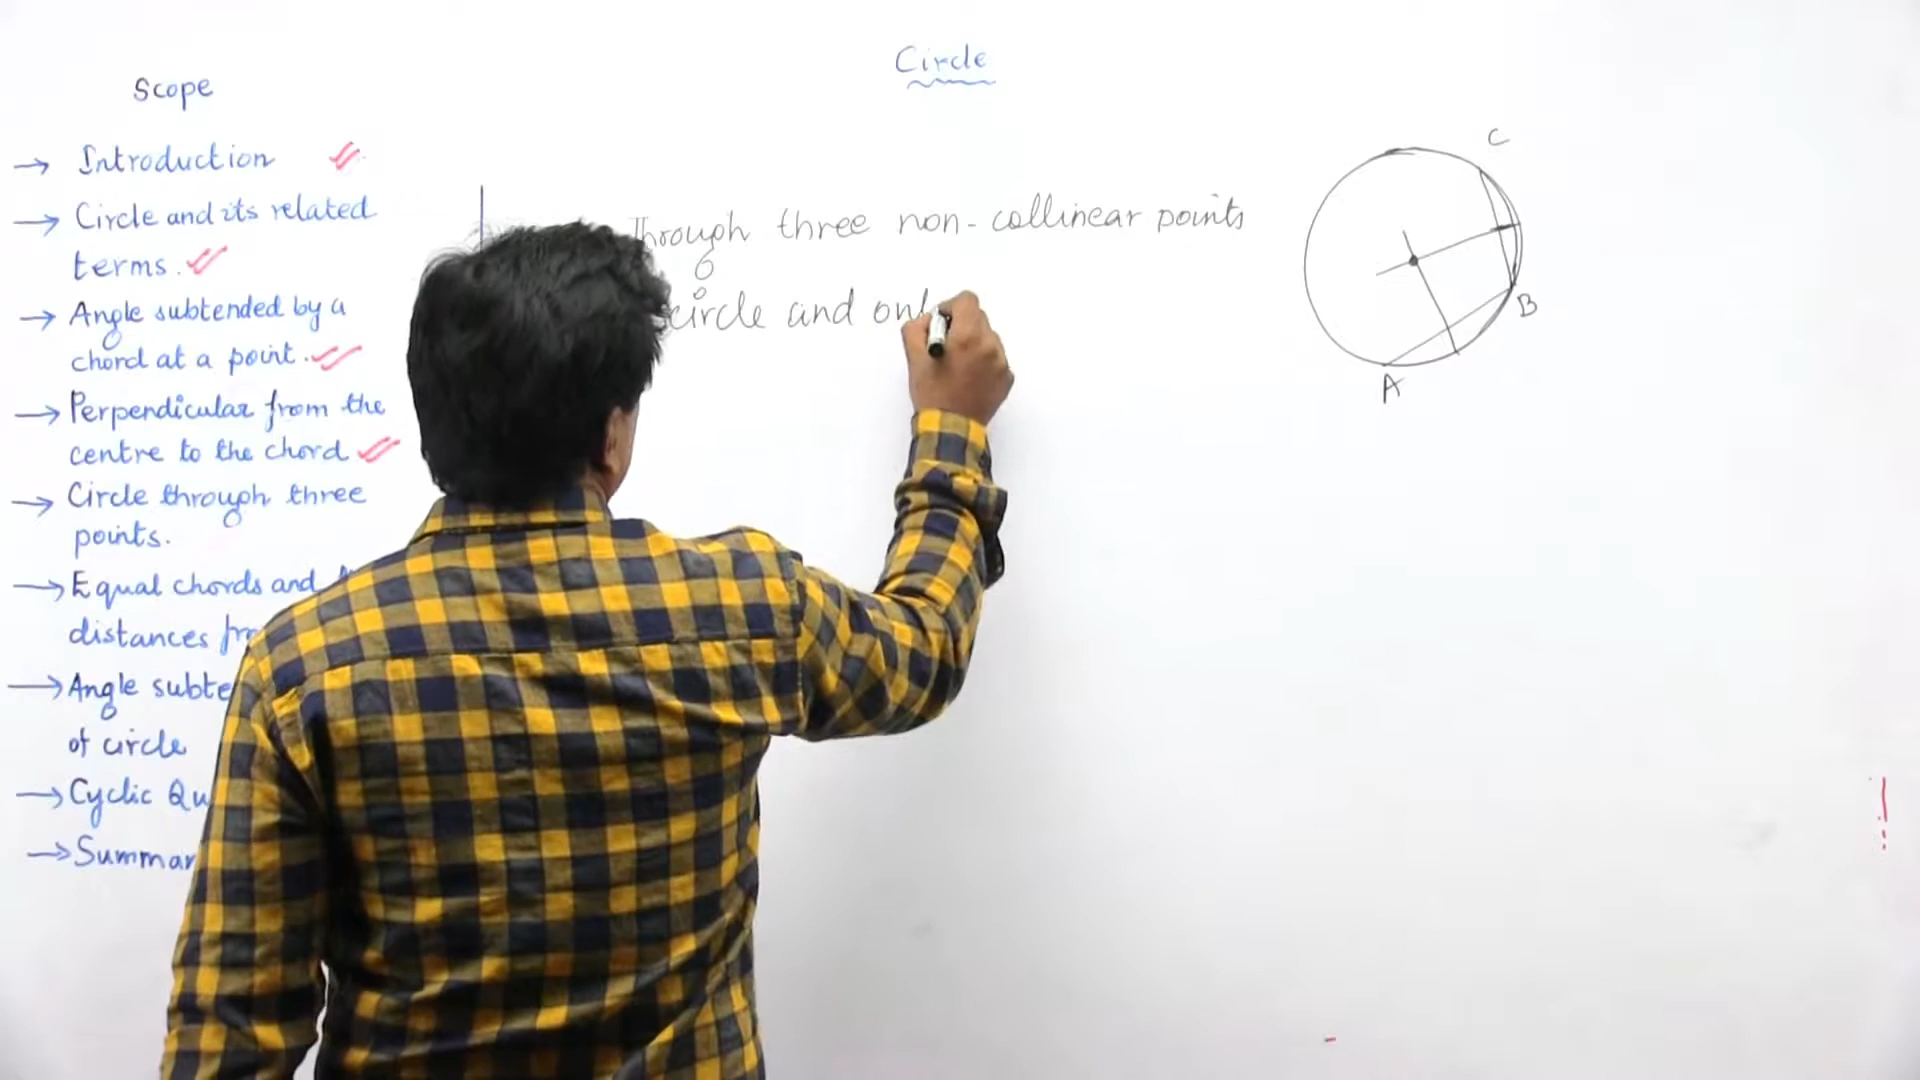 Circle
Scope
→ Introduction
→ Circle and its related
terms.
→ Angle subtended by a
chord at a point.
→ Perpendicular from the
centre to the chord
→ Circle through three
points.
→ Equal chords and
distances
→ Angle
of circle
→ Cyclic
through three non-collinear points
circle and
C
B
A